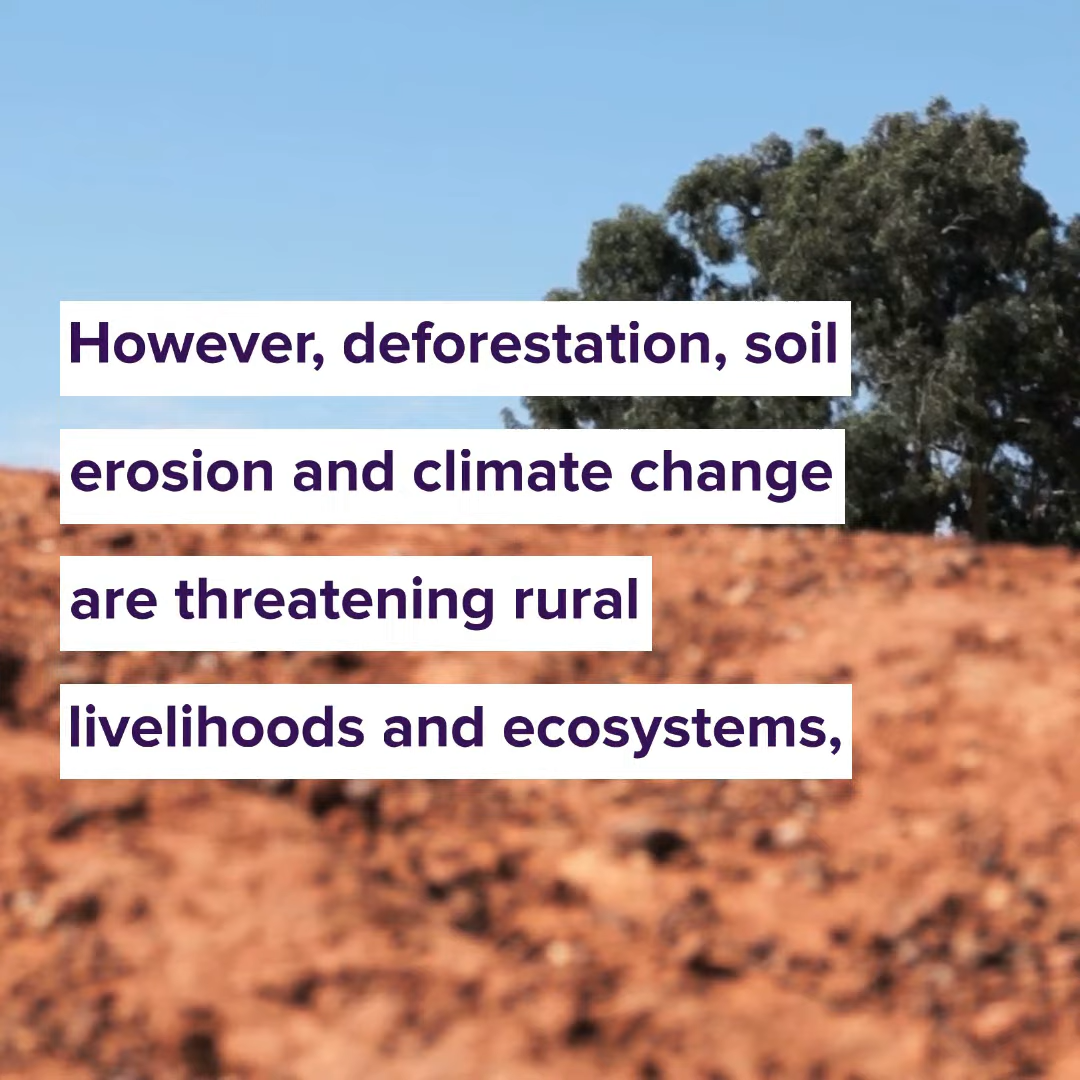 However, deforestation, soil
erosion and climate change
are threatening rural
livelihoods and ecosystems,